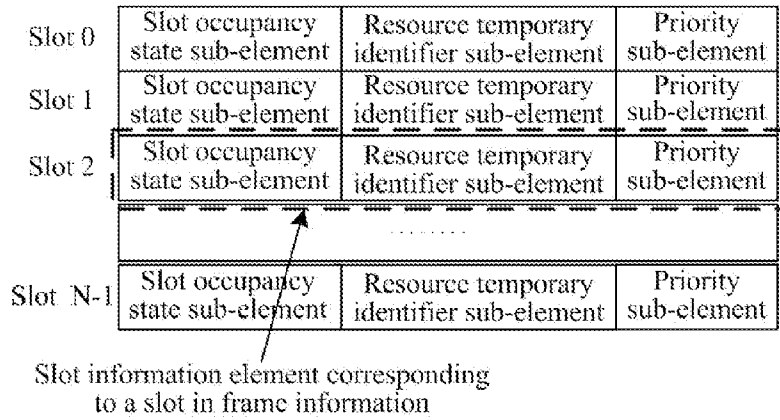 Slot 0
Slot occupancy
state sub-element
Resource temporary
identifier sub-element
Priority
sub-element
Slot 1
Slot occupancy
state sub-element
Resource temporary
identifier sub-element
Priority
sub-element
Slot 2
Slot occupancy
state sub-element
Resource temporary
identifier sub-element
Priority
sub-element
........
Slot N-1
Slot occupancy
state sub-element
Resource temporary
identifier sub-element
Priority
sub-element
Slot information element corresponding
to a slot in frame information